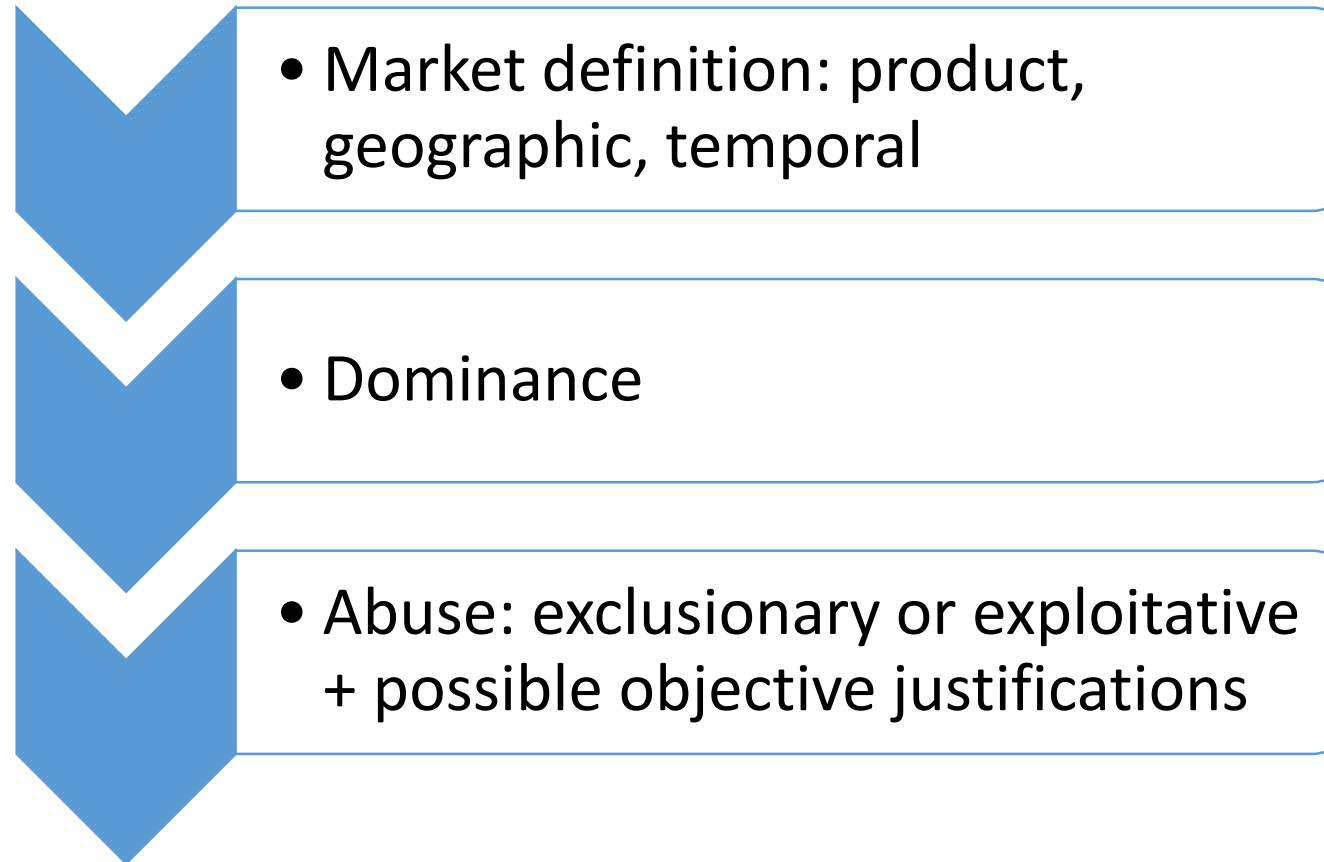 • Market definition: product,
geographic, temporal
• Dominance
• Abuse: exclusionary or exploitative
+ possible objective justifications